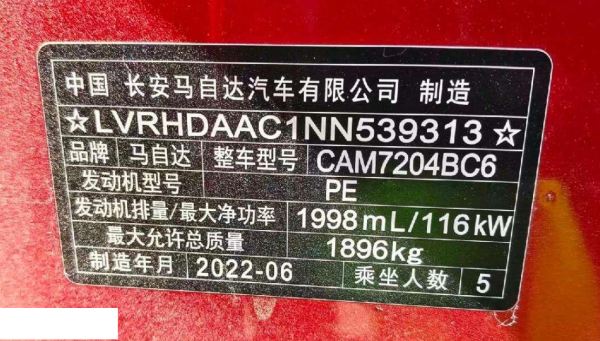 中国 长安马自达汽车有限公司 制造
☆LVRHDAAC1NN539313☆
品牌 马自达 整车型号 CAM7204BC6
发动机型号 PE
发动机排量/最大净功率 1998mL/116kW
最大允许总质量 1896kg
制造年月 2022-06 乘坐人数 5